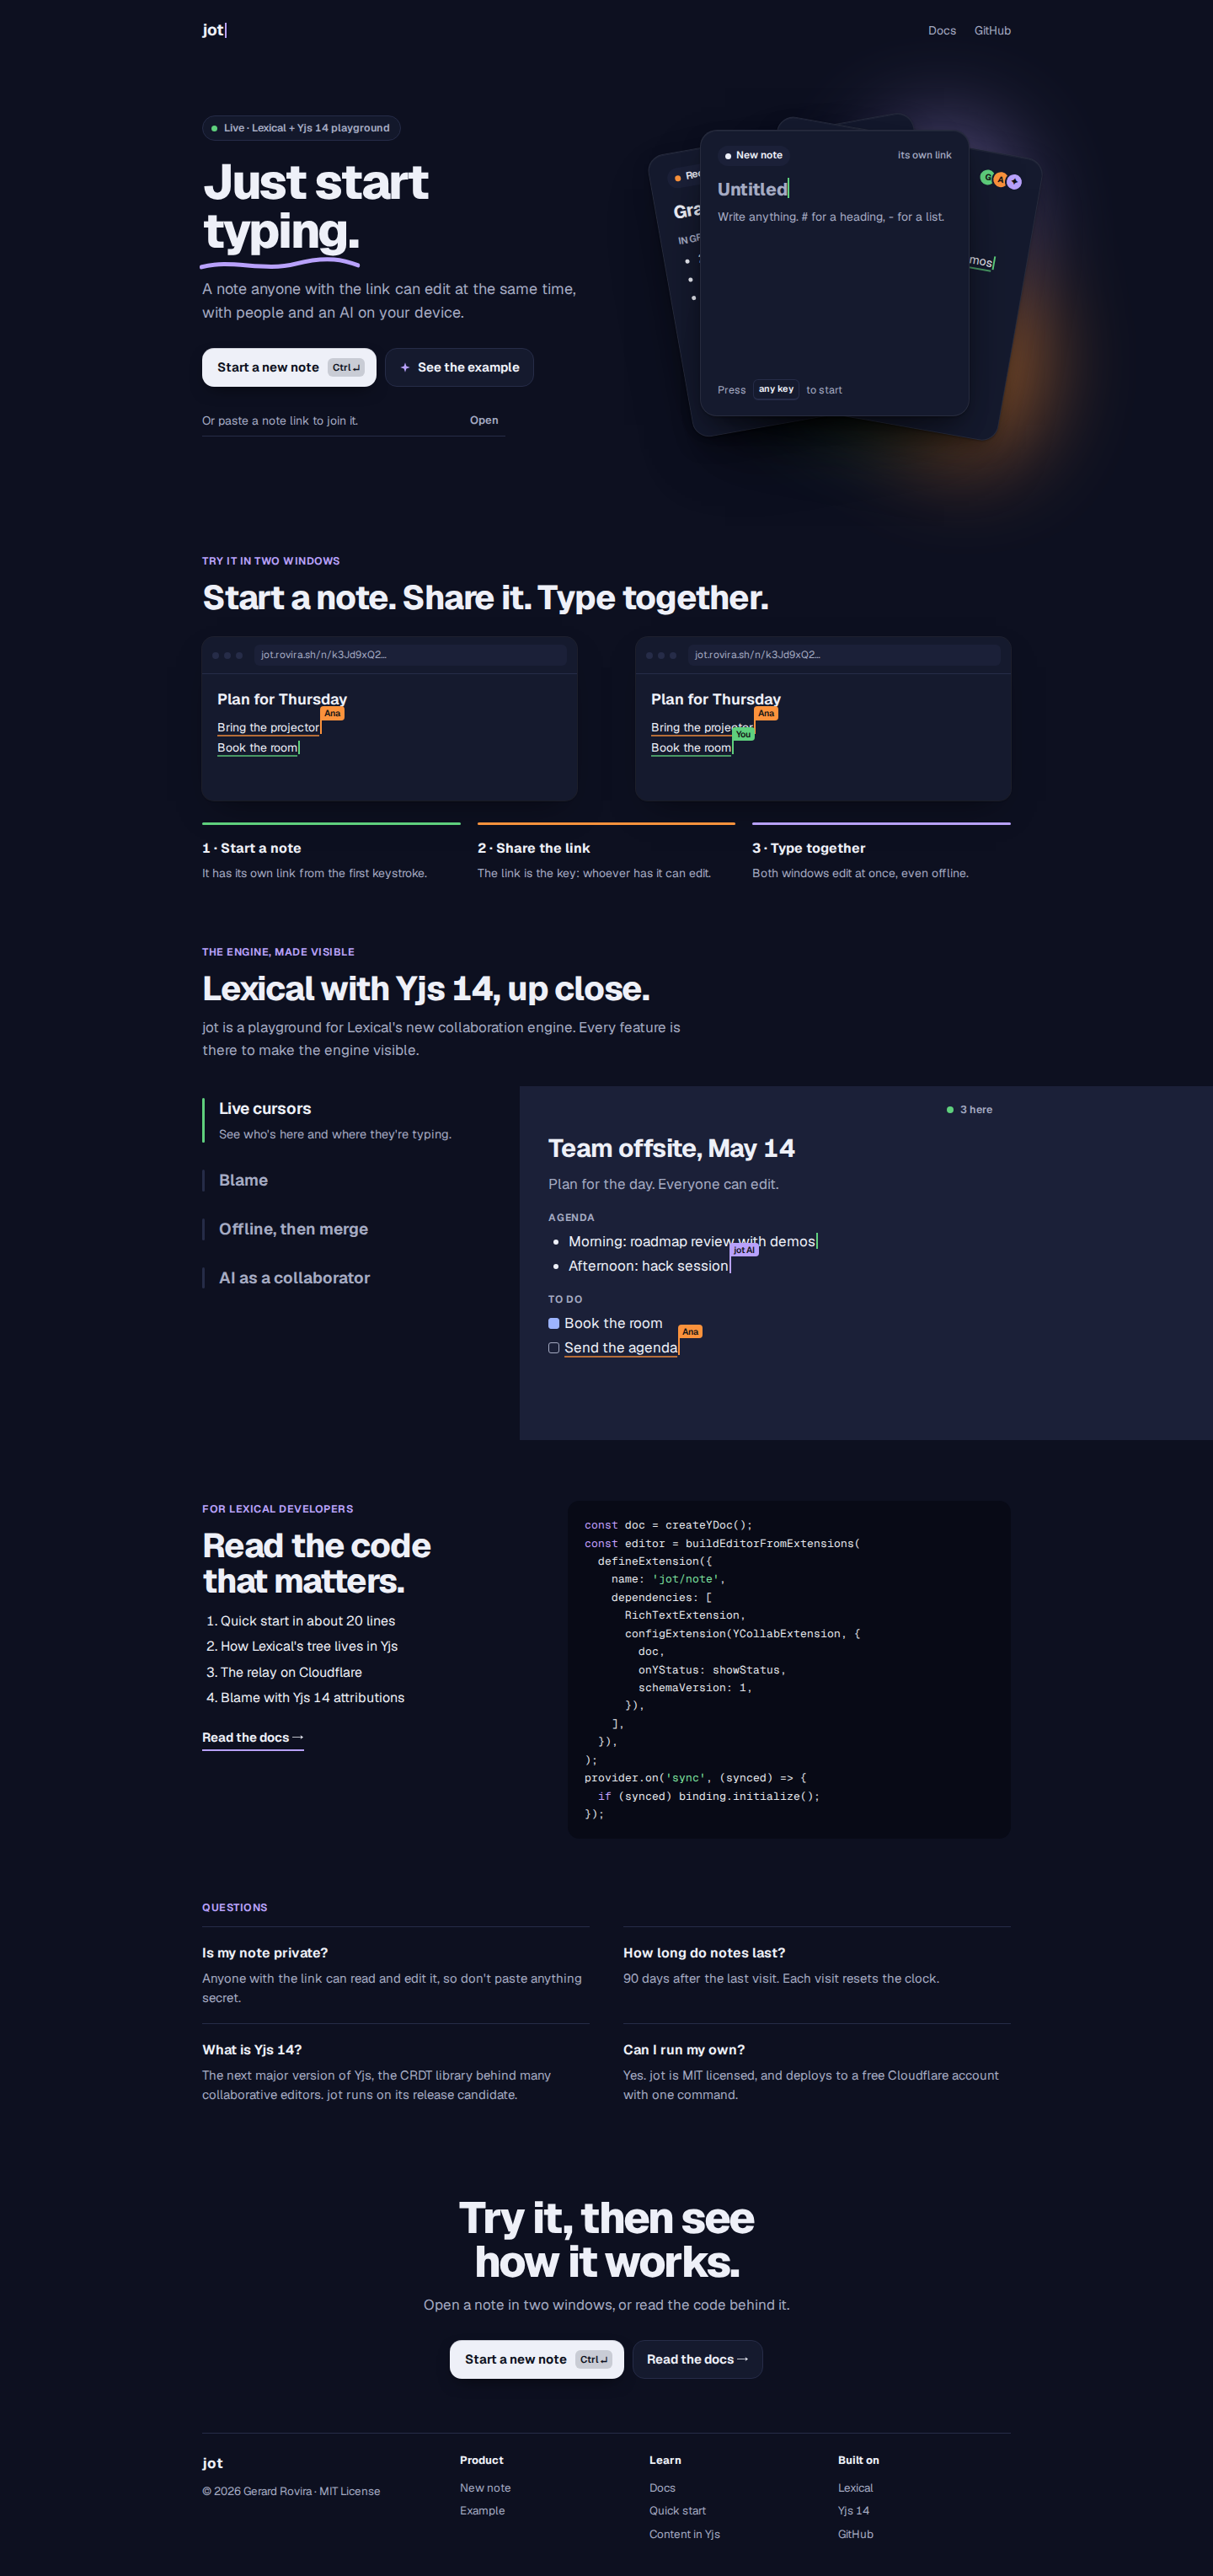 jot
Docs GitHub
Live · Lexical + Yjs 14 playground
Just start
typing.
A note anyone with the link can edit at the same time,
with people and an AI on your device.
Start a new note Ctrl ↵
See the example
Or paste a note link to join it. Open
Gra
New note its own link
Untitled
Write anything. # for a heading, - for a list.
Press any key to start
mos
TRY IT IN TWO WINDOWS
Start a note. Share it. Type together.
jot.rovira.sh/n/k3Jd9xQ2…
Plan for Thursday
Ana
Bring the projector
Book the room
jot.rovira.sh/n/k3Jd9xQ2…
Plan for Thursday
Ana
Bring the projector
You
Book the room
1 · Start a note
It has its own link from the first keystroke.
2 · Share the link
The link is the key: whoever has it can edit.
3 · Type together
Both windows edit at once, even offline.
THE ENGINE, MADE VISIBLE
Lexical with Yjs 14, up close.
jot is a playground for Lexical's new collaboration engine. Every feature is
there to make the engine visible.
Live cursors
See who's here and where they're typing.
Blame
Offline, then merge
AI as a collaborator
3 here
Team offsite, May 14
Plan for the day. Everyone can edit.
AGENDA
Morning: roadmap review with demos
jot AI
Afternoon: hack session
TO DO
Book the room
Ana
Send the agenda
FOR LEXICAL DEVELOPERS
Read the code
that matters.
1. Quick start in about 20 lines
2. How Lexical's tree lives in Yjs
3. The relay on Cloudflare
4. Blame with Yjs 14 attributions
Read the docs →
const doc = createYDoc();
const editor = buildEditorFromExtensions(
defineExtension({
name: 'jot/note',
dependencies: [
RichTextExtension,
configExtension(YCollabExtension, {
doc,
onYStatus: showStatus,
schemaVersion: 1,
}),
],
}),
);
provider.on('sync', (synced) => {
if (synced) binding.initialize();
});
QUESTIONS
Is my note private?
Anyone with the link can read and edit it, so don't paste anything
secret.
How long do notes last?
90 days after the last visit. Each visit resets the clock.
What is Yjs 14?
The next major version of Yjs, the CRDT library behind many
collaborative editors. jot runs on its release candidate.
Can I run my own?
Yes. jot is MIT licensed, and deploys to a free Cloudflare account
with one command.
Try it, then see
how it works.
Open a note in two windows, or read the code behind it.
Start a new note Ctrl ↵
Read the docs →
jot
© 2026 Gerard Rovira · MIT License
Product
New note
Example
Learn
Docs
Quick start
Content in Yjs
Built on
Lexical
Yjs 14
GitHub